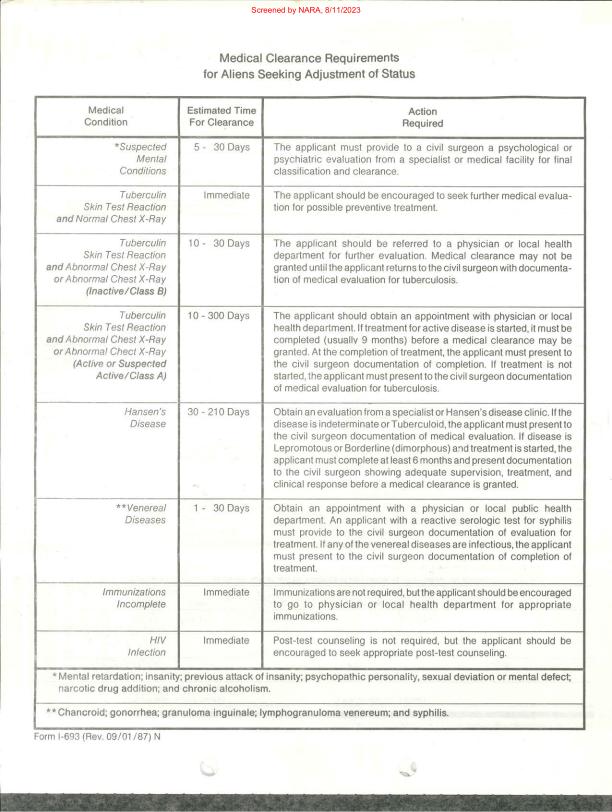 Screened by NARA, 8/11/2023
Medical Clearance Requirements
for Aliens Seeking Adjustment of Status
Medical
Condition
Estimated Time
For Clearance
Action
Required
*Suspected
Mental
Conditions
5 - 30 Days
The applicant must provide to a civil surgeon a psychological or
psychiatric evaluation from a specialist or medical facility for final
classification and clearance.
Tuberculin
Skin Test Reaction
and Normal Chest X-Ray
Immediate
The applicant should be encouraged to seek further medical evalua-
tion for possible preventive treatment.
Tuberculin
Skin Test Reaction
and Abnormal Chest X-Ray
or Abnormal Chest X-Ray
(Inactive/Class B)
10 - 30 Days
The applicant should be referred to a physician or local health
department for further evaluation. Medical clearance may not be
granted until the applicant returns to the civil surgeon with documenta-
tion of medical evaluation for tuberculosis.
Tuberculin
Skin Test Reaction
and Abnormal Chest X-Ray
or Abnormal Chect X-Ray
(Active or Suspected
Active/Class A)
10 - 300 Days
The applicant should obtain an appointment with physician or local
health department. If treatment for active disease is started, it must be
completed (usually 9 months) before a medical clearance may be
granted. At the completion of treatment, the applicant must present to
the civil surgeon documentation of completion. If treatment is not
started, the applicant must present to the civil surgeon documentation
of medical evaluation for tuberculosis.
Hansen's
Disease
30 - 210 Days
Obtain an evaluation from a specialist or Hansen's disease clinic. If the
disease is indeterminate or Tuberculoid, the applicant must present to
the civil surgeon documentation of medical evaluation. If disease is
Lepromotous or Borderline (dimorphous) and treatment is started, the
applicant must complete at least 6 months and present documentation
to the civil surgeon showing adequate supervision, treatment, and
clinical response before a medical clearance is granted.
**Venereal
Diseases
1 - 30 Days
Obtain an appointment with a physician or local public health
department. An applicant with a reactive serologic test for syphilis
must provide to the civil surgeon documentation of evaluation for
treatment. If any of the venereal diseases are infectious, the applicant
must present to the civil surgeon documentation of completion of
treatment.
Immunizations
Incomplete
Immediate
Immunizations are not required, but the applicant should be encouraged
to go to physician or local health department for appropriate
immunizations.
HIV
Infection
Immediate
Post-test counseling is not required, but the applicant should be
encouraged to seek appropriate post-test counseling.
* Mental retardation; insanity; previous attack of insanity; psychopathic personality, sexual deviation or mental defect;
narcotic drug addition; and chronic alcoholism.
** Chancroid; gonorrhea; granuloma inguinale; lymphogranuloma venereum; and syphilis.
Form I-693 (Rev. 09/01/87) N